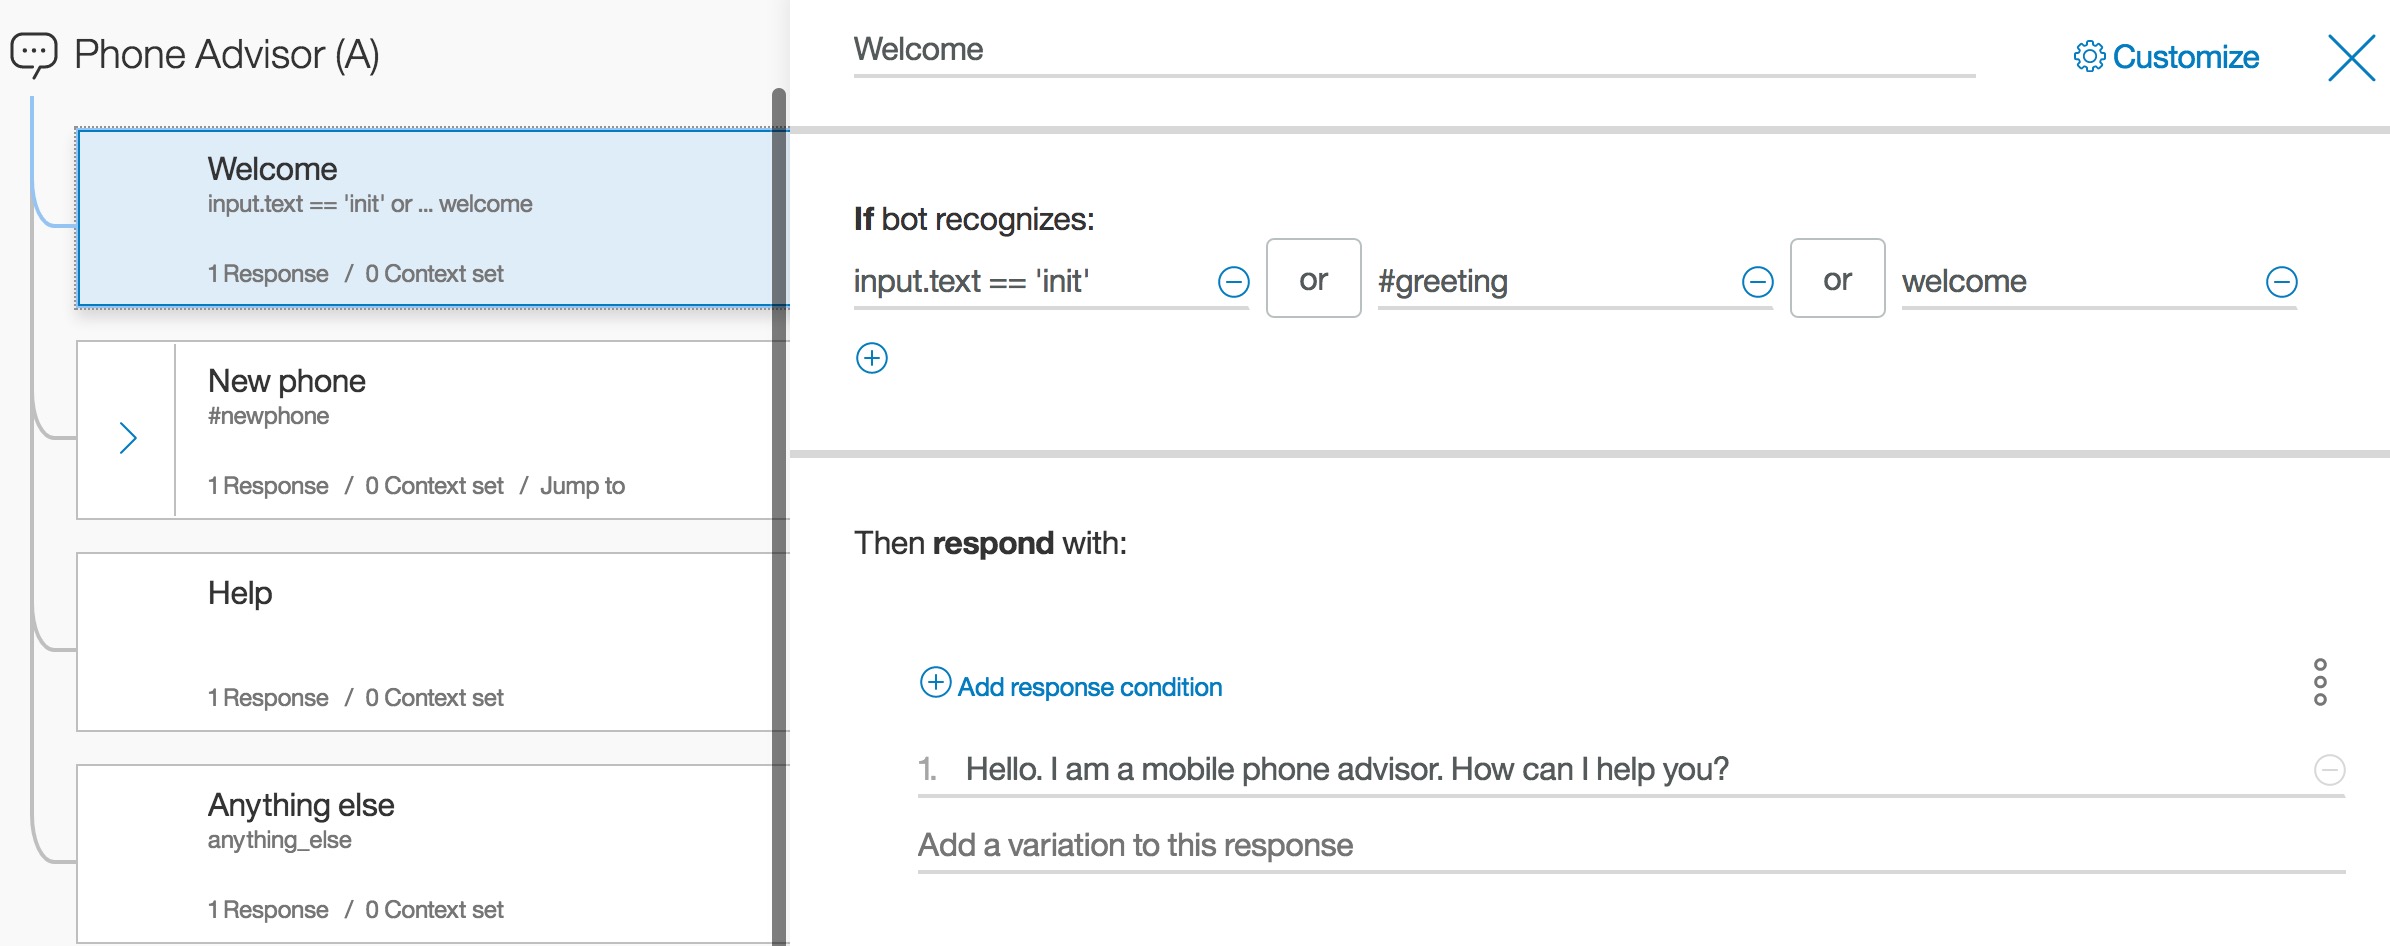 Phone Advisor (A)
Welcome
input.text == 'init' or ... welcome
1 Response / 0 Context set
New phone
#newphone
1 Response / 0 Context set / Jump to
Help
1 Response / 0 Context set
Anything else
anything_else
1 Response / 0 Context set
Welcome
Customize
If bot recognizes:
input.text == 'init' or #greeting or welcome
Then respond with:
Add response condition
1. Hello. I am a mobile phone advisor. How can I help you?
Add a variation to this response